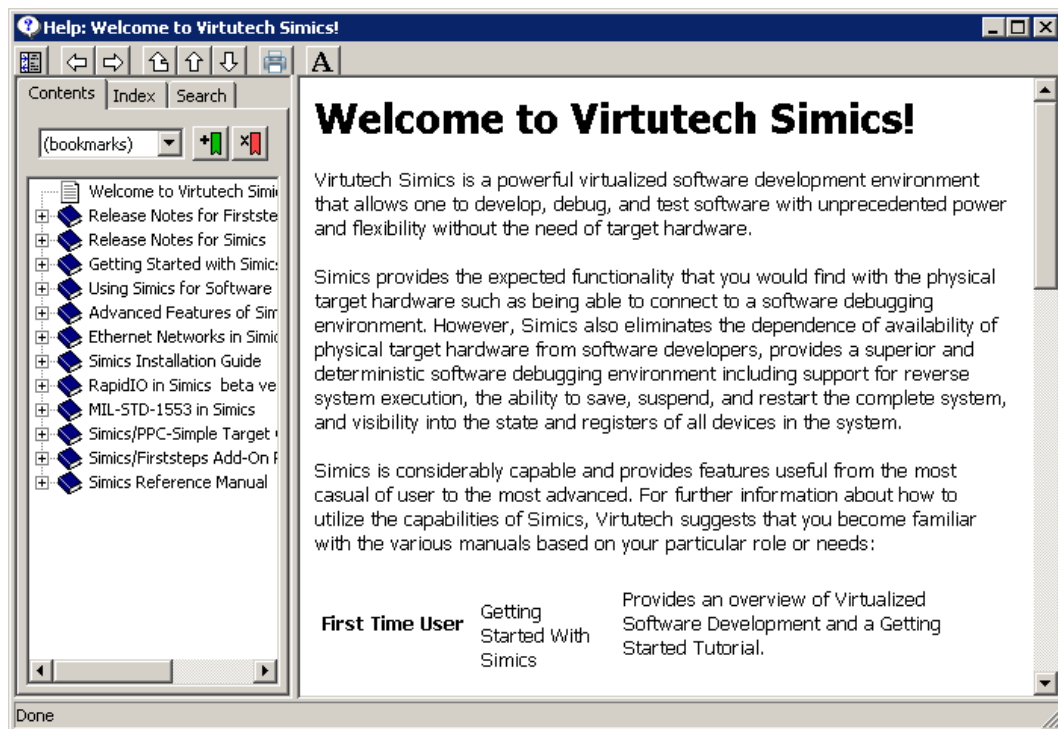 Help: Welcome to Virtutech Simics!
A
Contents Index Search
(bookmarks)
Welcome to Virtutech
Release Notes for
Release Notes for Simics
Getting Started with
Using Simics for Software
Advanced Features of
Ethernet Networks in
Simics Installation Guide
RapidIO in Simics beta
MIL-STD-1553 in Simics
Simics/PPC-Simple Target
Simics/Firststeps Add-On
Simics Reference Manual
Welcome to Virtutech Simics!
Virtutech Simics is a powerful virtualized software development environment
that allows one to develop, debug, and test software with unprecedented power
and flexibility without the need of target hardware.
Simics provides the expected functionality that you would find with the physical
target hardware such as being able to connect to a software debugging
environment. However, Simics also eliminates the dependence of availability of
physical target hardware from software developers, provides a superior and
deterministic software debugging environment including support for reverse
system execution, the ability to save, suspend, and restart the complete system,
and visibility into the state and registers of all devices in the system.
Simics is considerably capable and provides features useful from the most
casual of user to the most advanced. For further information about how to
utilize the capabilities of Simics, Virtutech suggests that you become familiar
with the various manuals based on your particular role or needs:
First Time User
Getting
Started With
Simics
Provides an overview of Virtualized
Software Development and a Getting
Started Tutorial.
Done